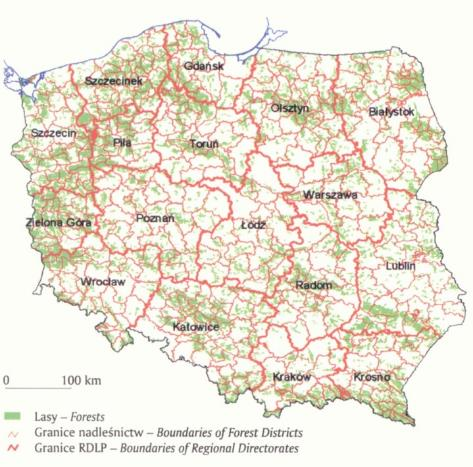 Gdańsk
Szczecinek
Olsztyn
Białystok
Szczecin
Piła
Toruń
Warszawa
Zielona Góra
Poznań
Łódź
Lublin
Wrocław
Radom
Katowice
Kraków
Krosno
0 100 km
Lasy – Forests
Granice nadleśnictw – Boundaries of Forest Districts
Granice RDLP – Boundaries of Regional Directorates